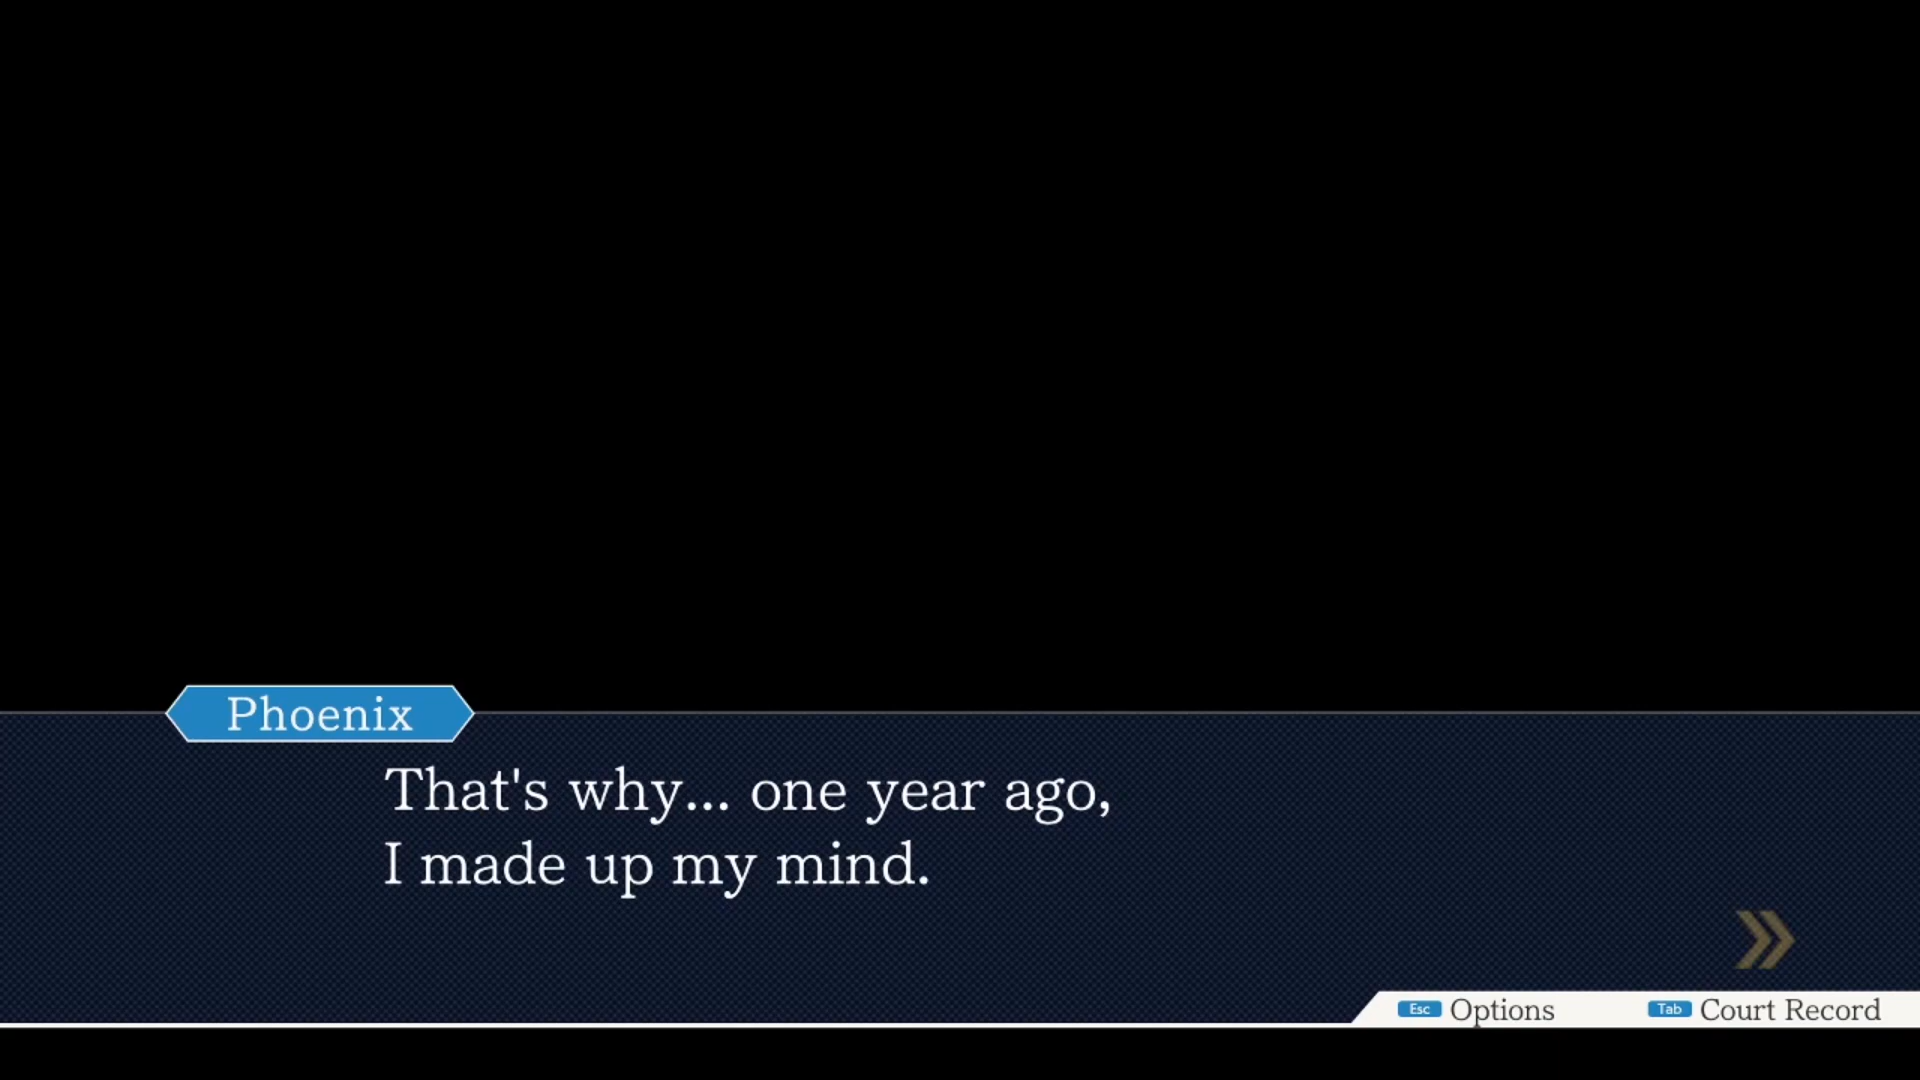 Phoenix
That's why... one year ago,
I made up my mind.
Esc Options Tab Court Record